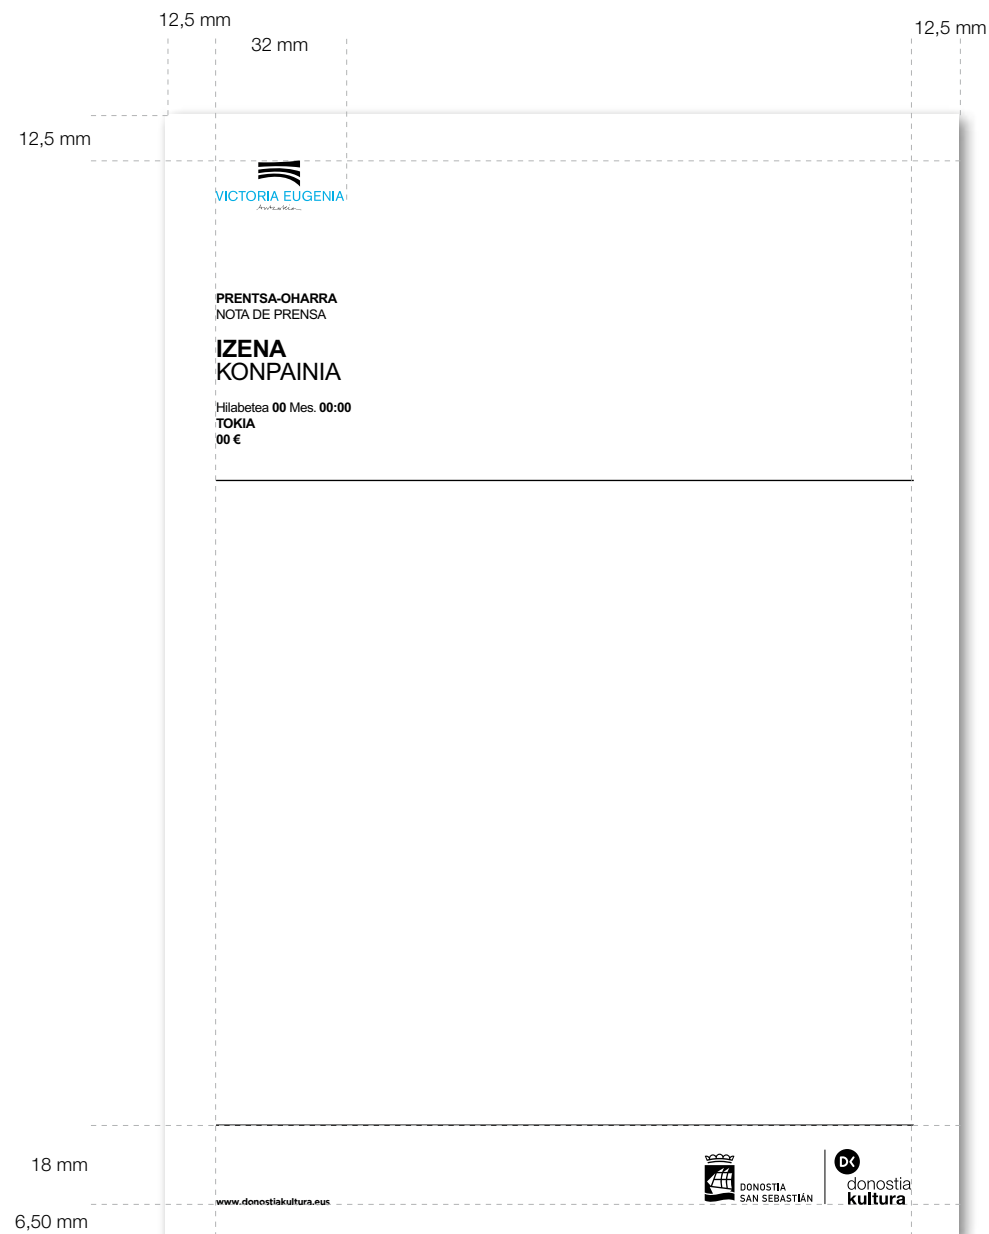 12,5 mm
32 mm
12,5 mm
12,5 mm
VICTORIA EUGENIA
Antzokia
PRENTSA-OHARRA
NOTA DE PRENSA
IZENA
KONPAINIA
Hilabetea 00 Mes. 00:00
TOKIA
00 €
18 mm
DONOSTIA
SAN SEBASTIÁN
DK
donostia
kultura
www.donostiakultura.eus
6,50 mm